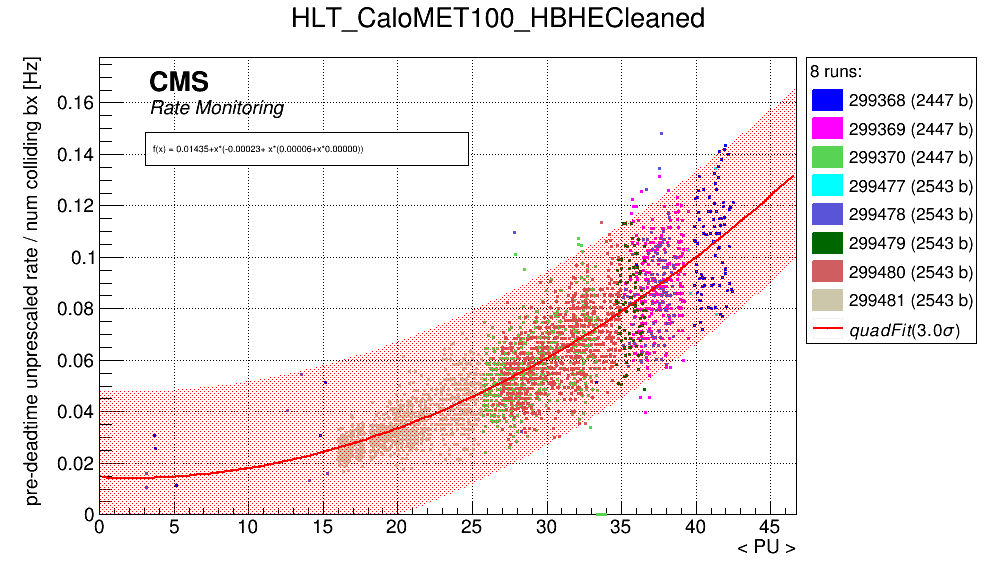 HLT_CaloMET100_HBHECleaned
pre-deadtime unprescaled rate / num colliding bx [Hz]
CMS
Rate Monitoring
f(x) = 0.01435+x*(-0.00023+ x*(0.00006+x*0.00000))
0.16
0.14
0.12
0.1
0.08
0.06
0.04
0.02
0
0 5 10 15 20 25 30 35 40 45
< PU >
8 runs:
299368 (2447 b)
299369 (2447 b)
299370 (2447 b)
299477 (2543 b)
299478 (2543 b)
299479 (2543 b)
299480 (2543 b)
299481 (2543 b)
quadFit(3.0σ)